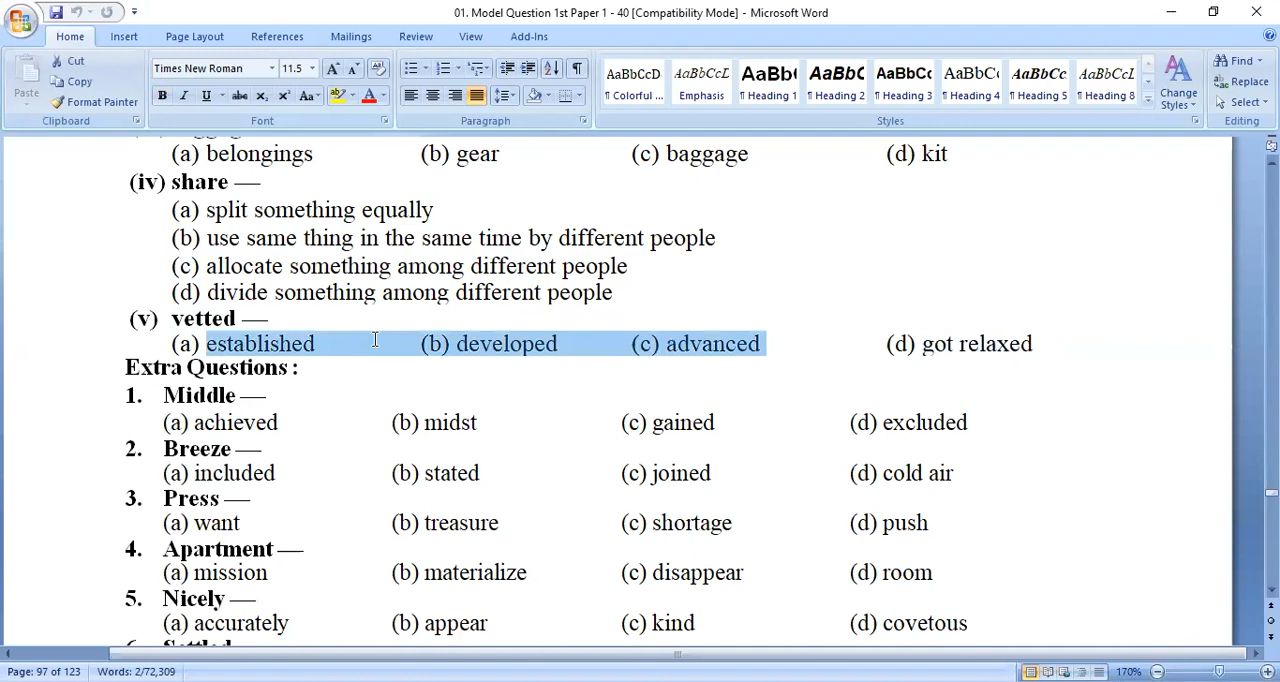 01. Model Question 1st Paper 1 - 40 [Compatibility Mode] - Microsoft Word
Home Insert Page Layout References Mailings Review View Add-Ins
Paste
Cut
Copy
Format Painter
Clipboard
Times New Roman 11.5
Font
Paragraph
AaBbCcD AaBbCcL AaBb( AaBbC AaBbCc AaBbCcI AaBbCcl AaBbCcL
¶ Colorful ... Emphasis ¶ Heading 1 ¶ Heading 2 ¶ Heading 3 ¶ Heading 4 ¶ Heading 5 ¶ Heading 8
Change Styles
Styles
Find
Replace
Select
Editing
(a) belongings (b) gear (c) baggage (d) kit
(iv) share —
(a) split something equally
(b) use same thing in the same time by different people
(c) allocate something among different people
(d) divide something among different people
(v) vetted —
(a) established (b) developed (c) advanced (d) got relaxed
Extra Questions :
1. Middle —
(a) achieved (b) midst (c) gained (d) excluded
2. Breeze —
(a) included (b) stated (c) joined (d) cold air
3. Press —
(a) want (b) treasure (c) shortage (d) push
4. Apartment —
(a) mission (b) materialize (c) disappear (d) room
5. Nicely —
(a) accurately (b) appear (c) kind (d) covetous
Page: 97 of 123 Words: 2/72,309 170%